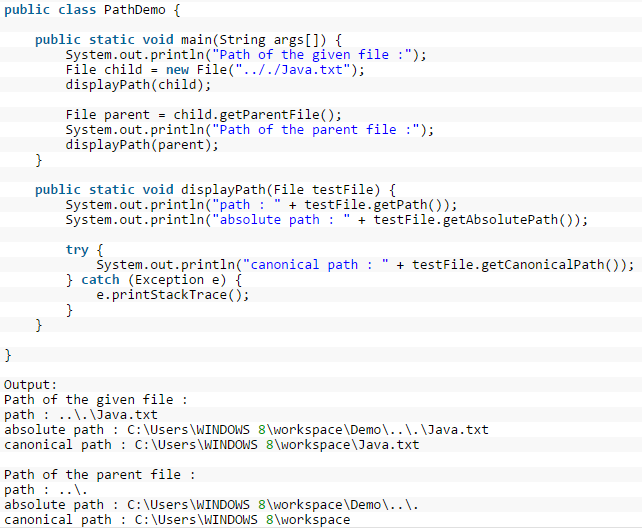 public class PathDemo {
    public static void main(String args[]) {
        System.out.println("Path of the given file :");
        File child = new File(".././Java.txt");
        displayPath(child);
        File parent = child.getParentFile();
        System.out.println("Path of the parent file :");
        displayPath(parent);
    }
    public static void displayPath(File testFile) {
        System.out.println("path : " + testFile.getPath());
        System.out.println("absolute path : " + testFile.getAbsolutePath());
        try {
            System.out.println("canonical path : " + testFile.getCanonicalPath());
        } catch (Exception e) {
            e.printStackTrace();
        }
    }
}
Output:
Path of the given file :
path : ..\.\Java.txt
absolute path : C:\Users\WINDOWS 8\workspace\Demo\..\.\Java.txt
canonical path : C:\Users\WINDOWS 8\workspace\Java.txt
Path of the parent file :
path : ..\.
absolute path : C:\Users\WINDOWS 8\workspace\Demo\..\.
canonical path : C:\Users\WINDOWS 8\workspace